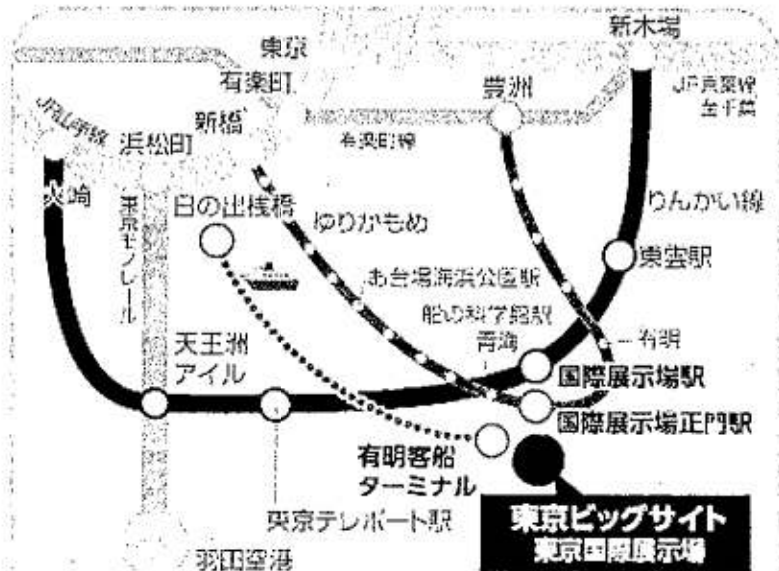 新木場
東京
有楽町
新橋
豊洲
JR京葉線
至千葉
JR山手線
浜松町
有楽町線
大崎
東京モノレール
日の出桟橋
ゆりかもめ
りんかい線
東雲駅
お台場海浜公園駅
船の科学館駅
青海
有明
天王洲
アイル
国際展示場駅
国際展示場正門駅
有明客船
ターミナル
東京テレポート駅
東京ビッグサイト
東京国際展示場
羽田空港